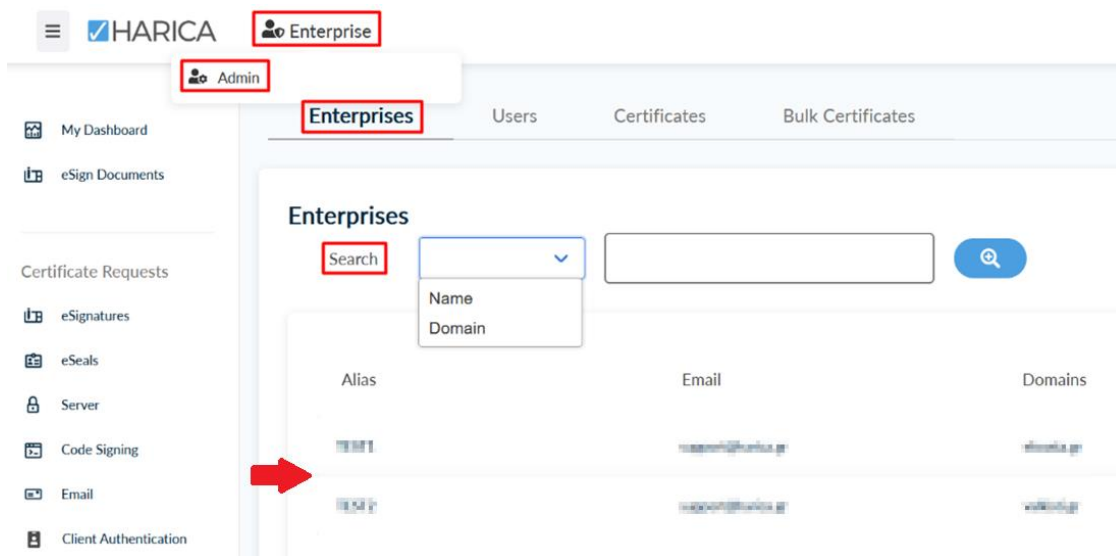 HARICA
Enterprise
Admin
My Dashboard
eSign Documents
Certificate Requests
eSignatures
eSeals
Server
Code Signing
Email
Client Authentication
Enterprises Users Certificates Bulk Certificates
Enterprises
Search
Name
Domain
Alias Email Domains